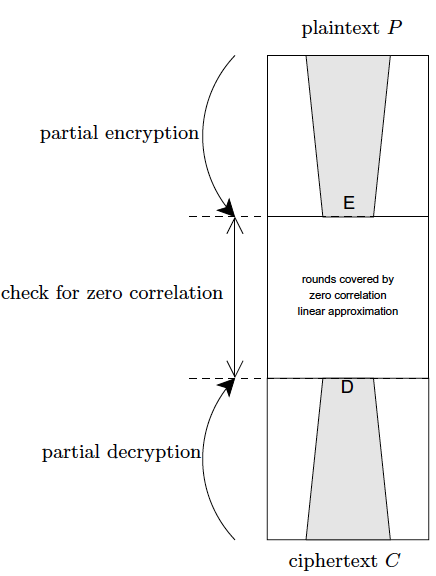 plaintext P
partial encryption
E
check for zero correlation
rounds covered by
zero correlation
linear approximation
D
partial decryption
ciphertext C